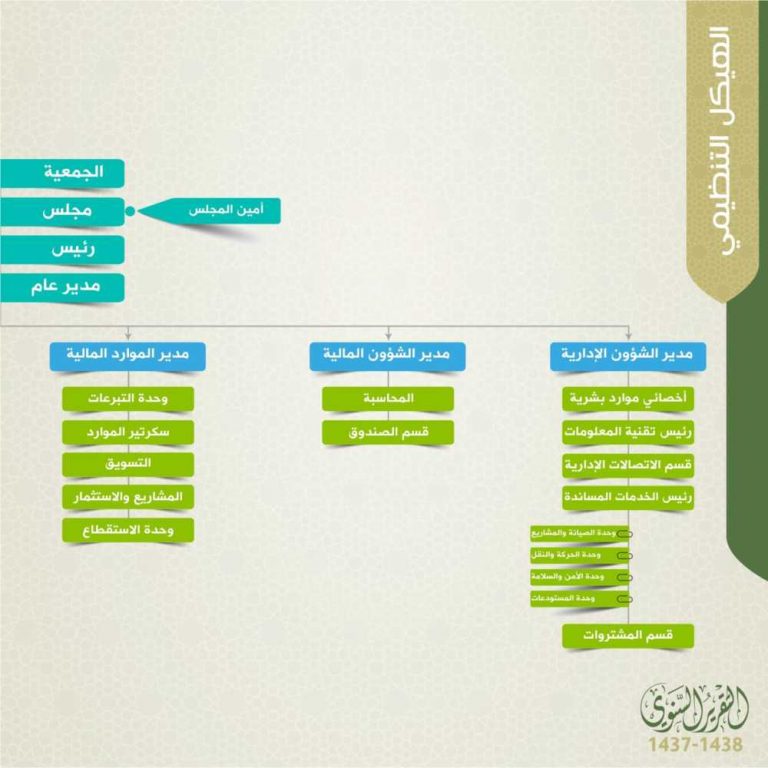 الهيكل التنظيمي
الجمعية
مجلس
أمين المجلس
رئيس
مدير عام
مدير الشؤون الإدارية
أخصائي موارد بشرية
رئيس تقنية المعلومات
قسم الاتصالات الإدارية
رئيس الخدمات المساندة
وحدة الصيانة والمشاريع
وحدة الحركة والنقل
وحدة الأمن والسلامة
وحدة المستودعات
قسم المشتروات
مدير الشؤون المالية
المحاسبة
قسم الصندوق
مدير الموارد المالية
وحدة التبرعات
سكرتير الموارد
التسويق
المشاريع والاستثمار
وحدة الاستقطاع
التقرير السنوي
1437-1438